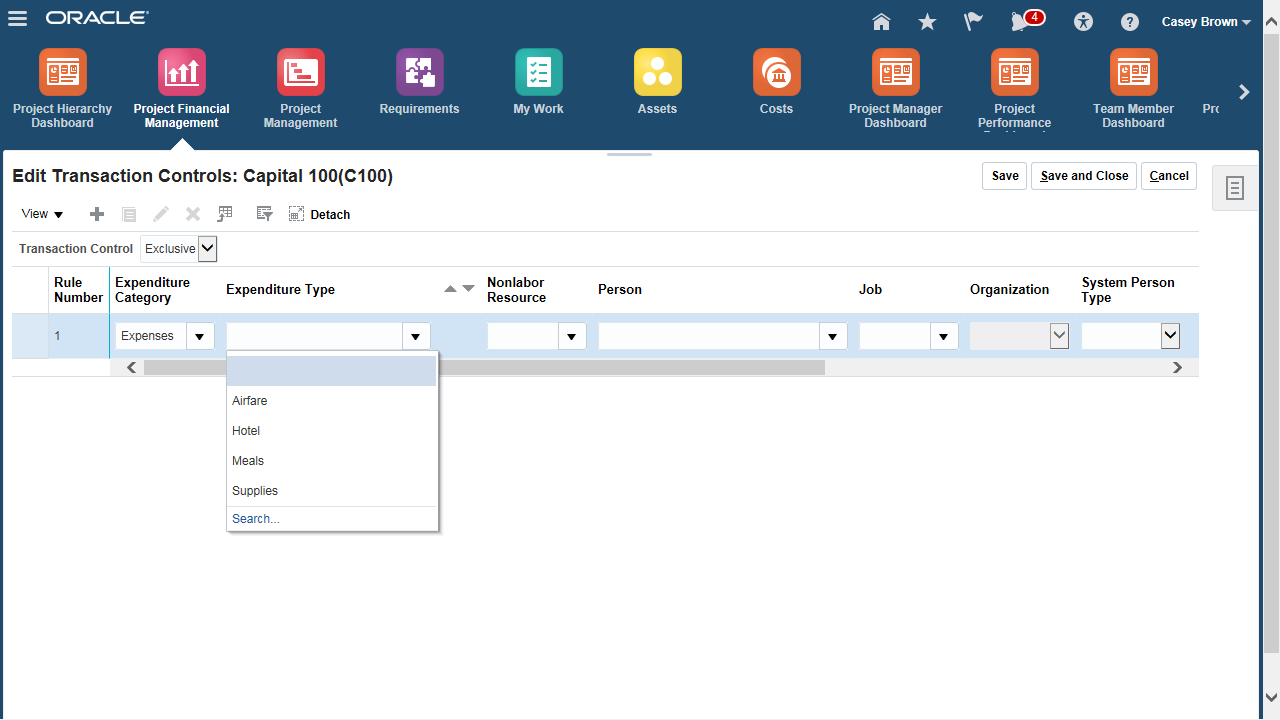 ORACLE
4
Casey Brown
Project Hierarchy
Dashboard
Project Financial
Management
Project
Management
Requirements
My Work
Assets
Costs
Project Manager
Dashboard
Project
Performance
Team Member
Dashboard
Edit Transaction Controls: Capital 100(C100)
Save
Save and Close
Cancel
View
Detach
Transaction Control
Exclusive
Rule
Number
Expenditure
Category
Expenditure Type
Nonlabor
Resource
Person
Job
Organization
System Person
Type
1
Expenses
Airfare
Hotel
Meals
Supplies
Search...